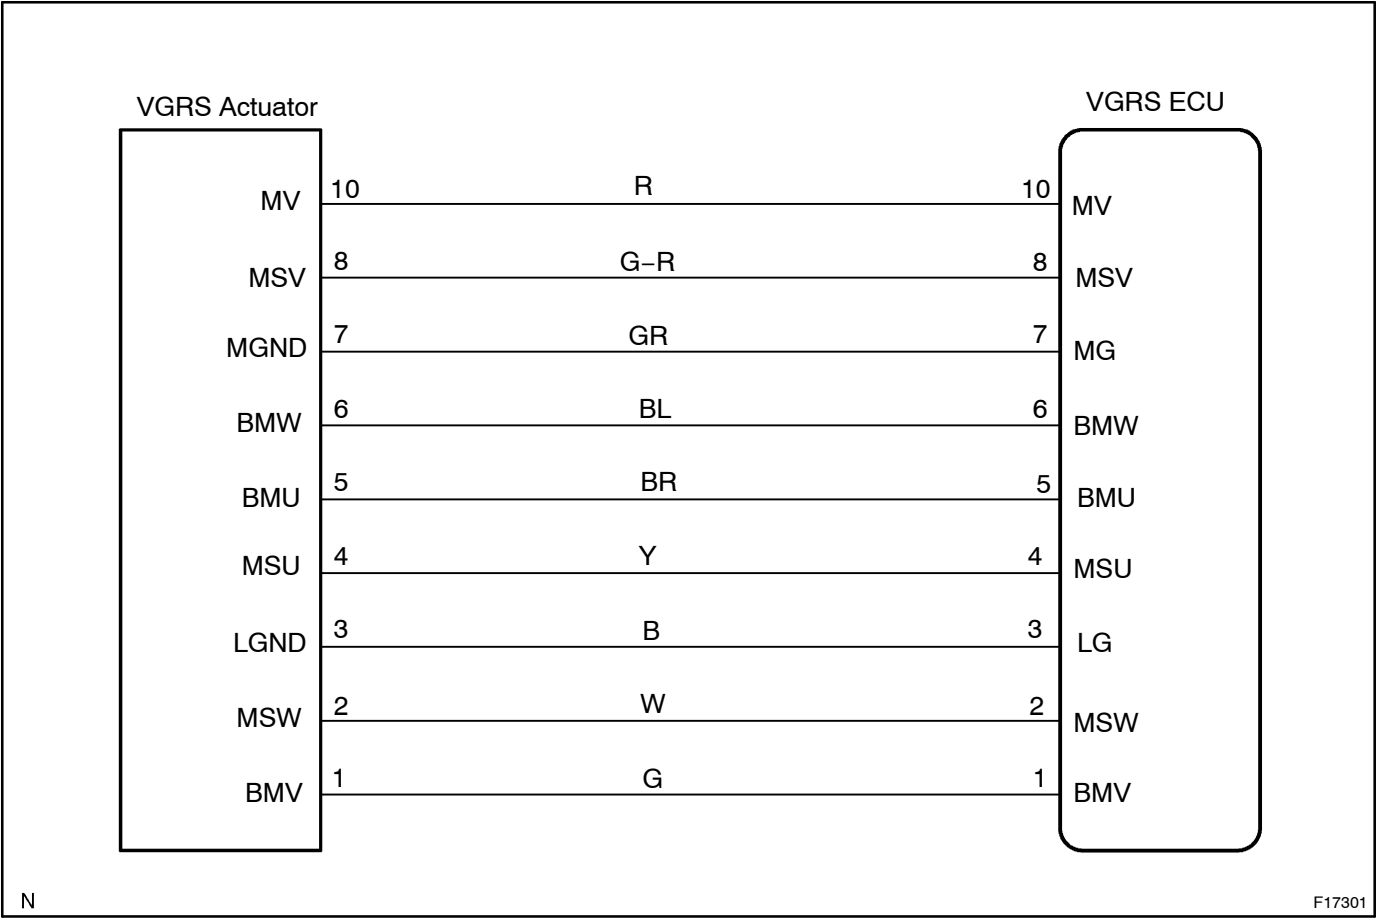 VGRS Actuator VGRS ECU
MV 10 R 10 MV
MSV 8 G−R 8 MSV
MGND 7 GR 7 MG
BMW 6 BL 6 BMW
BMU 5 BR 5 BMU
MSU 4 Y 4 MSU
LGND 3 B 3 LG
MSW 2 W 2 MSW
BMV 1 G 1 BMV
N F17301